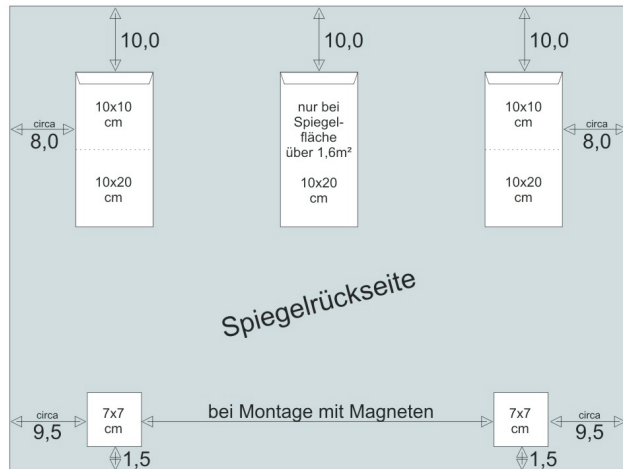 10,0
10,0
10,0
10x10
cm
nur bei
Spiegel-
fläche
über 1,6m²
10x10
cm
circa
8,0
circa
8,0
10x20
cm
10x20
cm
10x20
cm
Spiegelrückseite
circa
9,5
7x7
cm
bei Montage mit Magneten
7x7
cm
circa
9,5
1,5
1,5